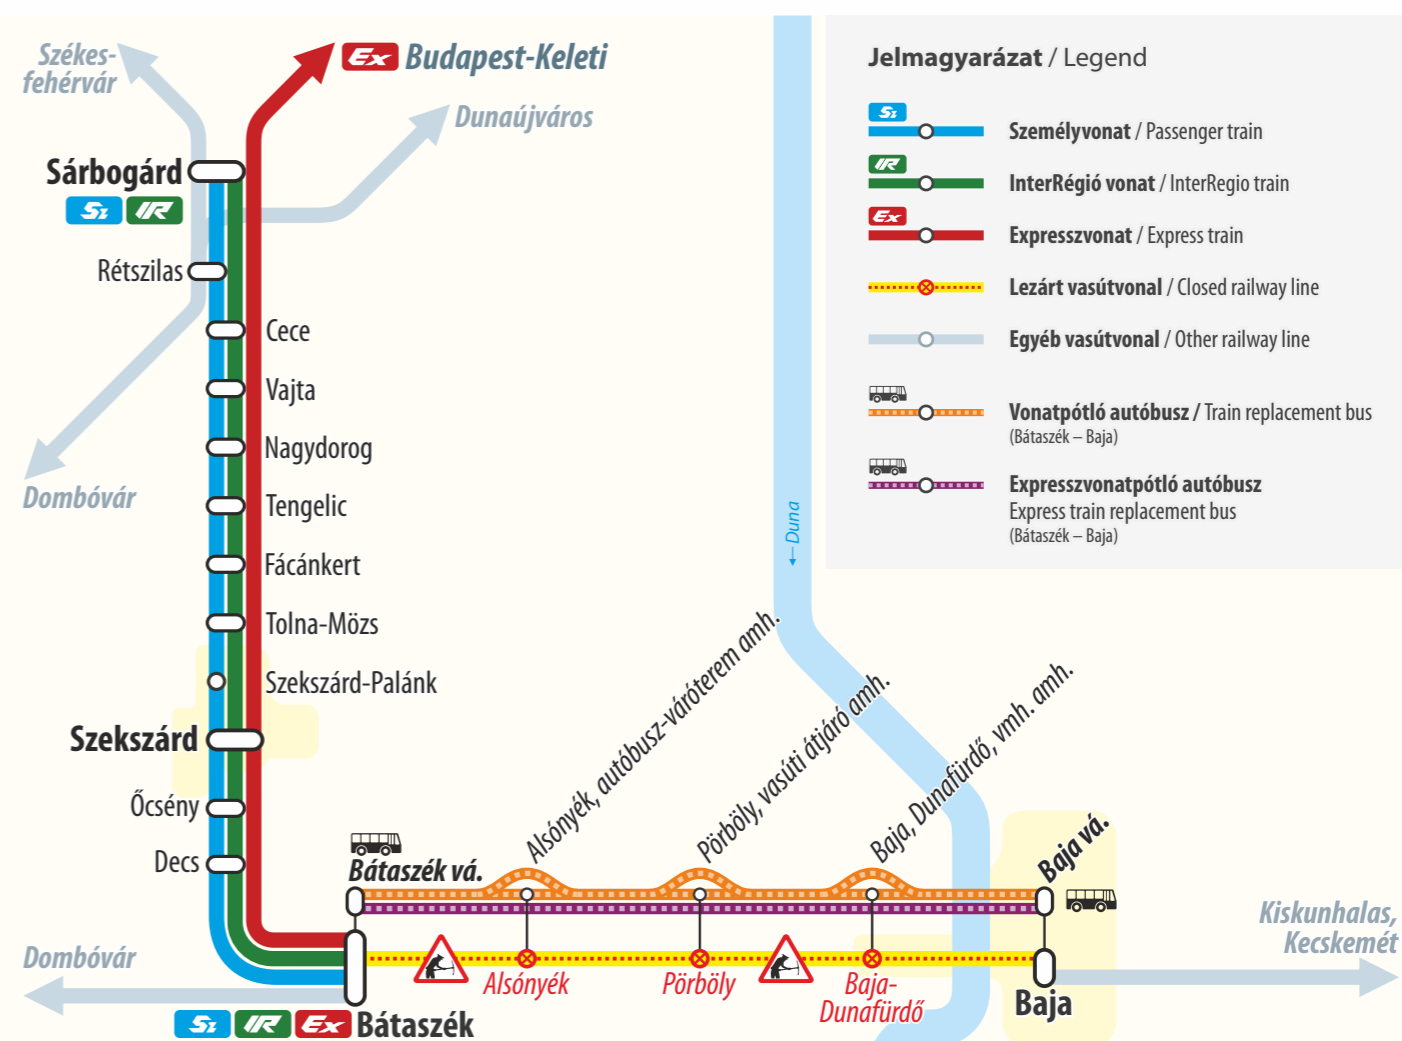 Székes-
fehérvár
Ex Budapest-Keleti
Dunaújváros
Sárbogárd
Sz IR
Rétszilas
Cece
Vajta
Nagydorog
Dombóvár
Tengelic
Fácánkert
Tolna-Mözs
Szekszárd-Palánk
Szekszárd
Őcsény
Decs
Dombóvár
Sz IR Ex Bátaszék
Bátaszék vá.
Alsónyék, autóbusz-váróterem amh.
Pörböly, vasúti átjáró amh.
Baja, Dunafürdő, vmh. amh.
Baja vá.
Alsónyék
Pörböly
Baja-
Dunafürdő
Baja
Kiskunhalas,
Kecskemét
←Duna
Jelmagyarázat / Legend
Sz
Személyvonat / Passenger train
IR
InterRégió vonat / InterRegio train
Ex
Expresszvonat / Express train
Lezárt vasútvonal / Closed railway line
Egyéb vasútvonal / Other railway line
Vonatpótló autóbusz / Train replacement bus
(Bátaszék – Baja)
Expresszvonatpótló autóbusz
Express train replacement bus
(Bátaszék – Baja)